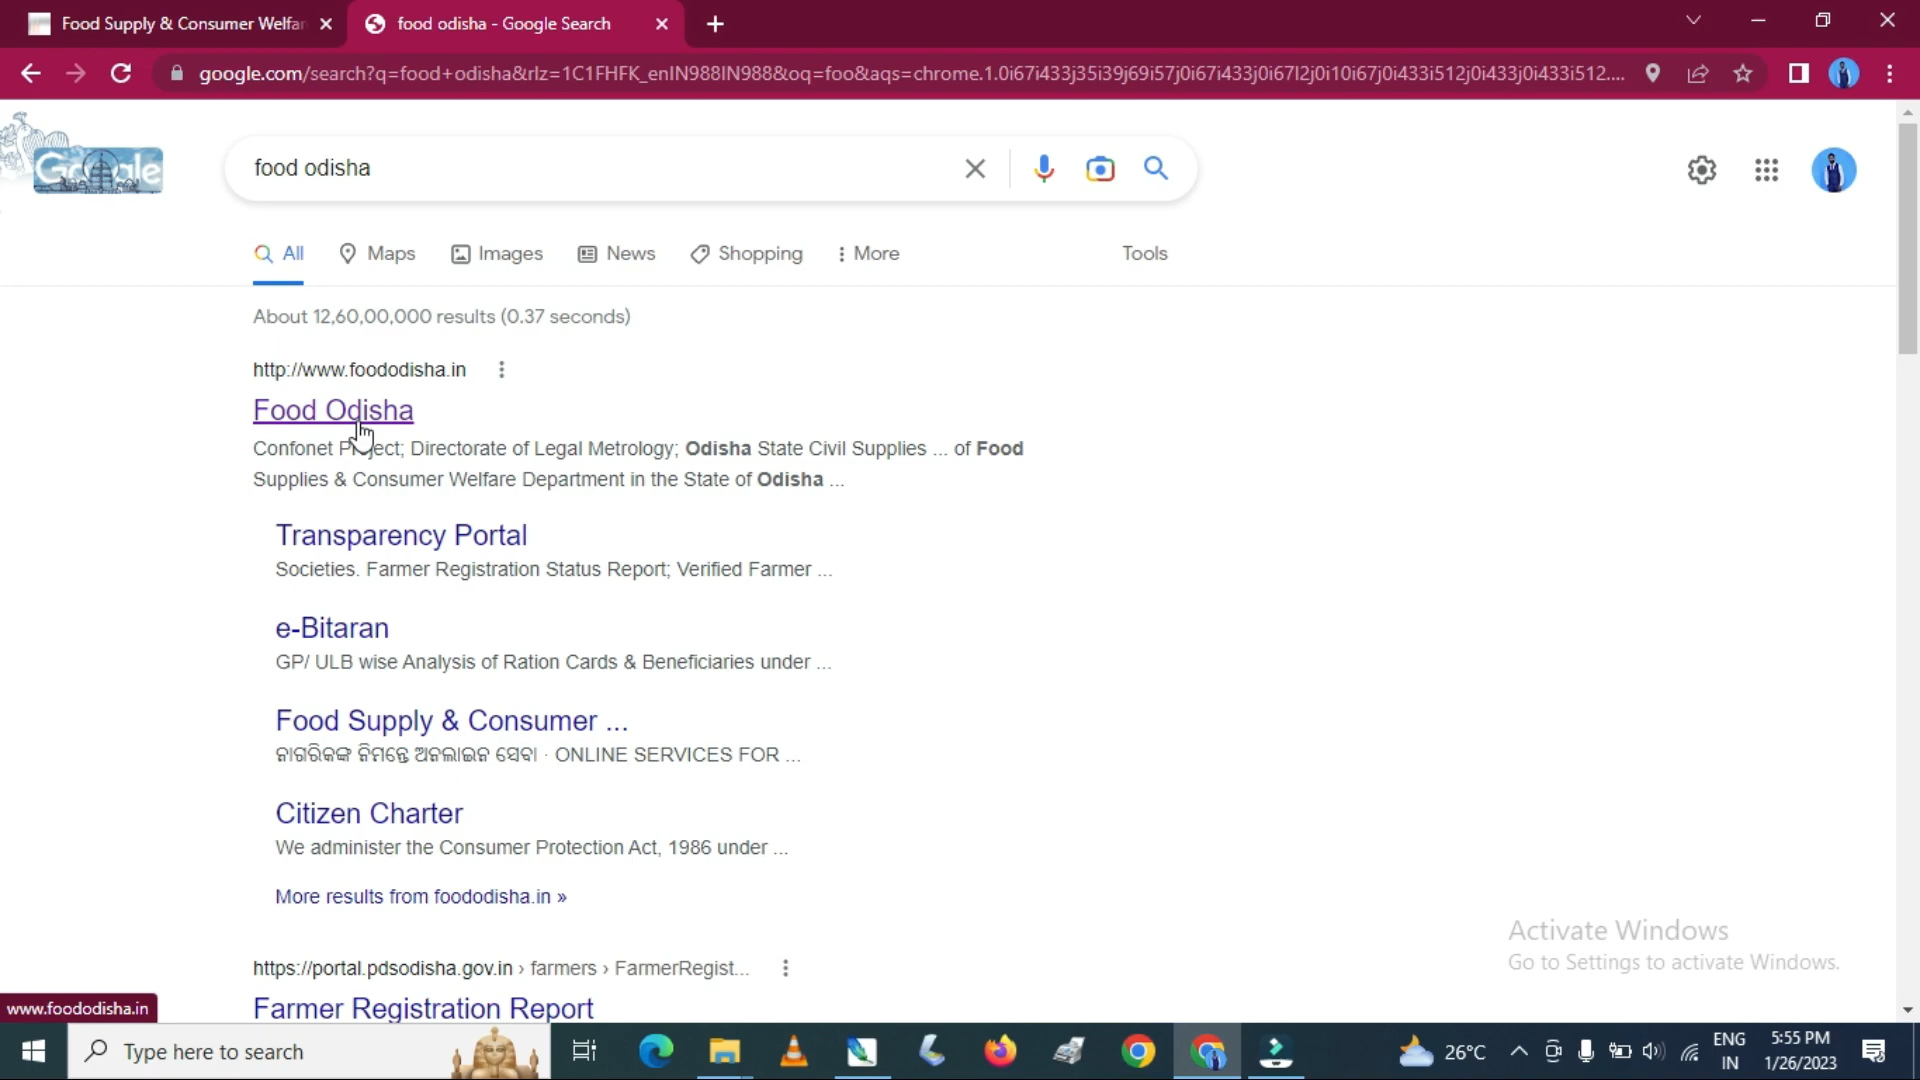 Food Supply & Consumer Welfar
food odisha - Google Search
google.com/search?q=food+odisha&rlz=1C1FHFK_enIN988IN988&oq=foo&aqs=chrome.1.0i67i433j35i39j69i57j0i67i433j0i67l2j0i10i67j0i433i512j0i433j0i433i512....
Google
food odisha
All
Maps
Images
News
Shopping
More
Tools
About 12,60,00,000 results (0.37 seconds)
http://www.foododisha.in
Food Odisha
Confonet Project; Directorate of Legal Metrology; Odisha State Civil Supplies ... of Food
Supplies & Consumer Welfare Department in the State of Odisha ...
Transparency Portal
Societies. Farmer Registration Status Report; Verified Farmer ...
e-Bitaran
GP/ ULB wise Analysis of Ration Cards & Beneficiaries under ...
Food Supply & Consumer ...
ନାଗରିକଙ୍କ ନିମନ୍ତେ ଅନଲାଇନ ସେବା · ONLINE SERVICES FOR ...
Citizen Charter
We administer the Consumer Protection Act, 1986 under ...
More results from foododisha.in »
https://portal.pdsodisha.gov.in › farmers › FarmerRegist...
Farmer Registration Report
Activate Windows
Go to Settings to activate Windows.
www.foododisha.in
Type here to search
26°C
ENG
IN
5:55 PM
1/26/2023